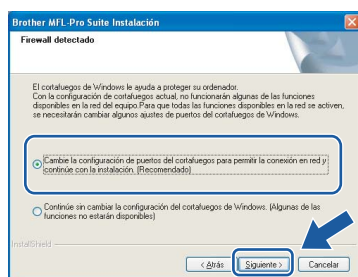 Brother MFL-Pro Suite Instalación
Firewall detectado
El cortafuegos de Windows le ayuda a proteger su ordenador.
Con la configuración de cortafuegos actual, no funcionarán algunas de las funciones
disponibles en la red del equipo.Para que todas las funciones disponibles en la red se activen,
se necesitarán cambiar algunos ajustes de puertos del cortafuegos de Windows.
Cambie la configuración de puertos del cortafuegos para permitir la conexión en red y
continúe con la instalación. (Recomendado)
Continúe sin cambiar la configuración del cortafuegos de Windows. (Algunas de las
funciones no estarán disponibles)
InstallShield
< Atrás
Siguiente >
Cancelar